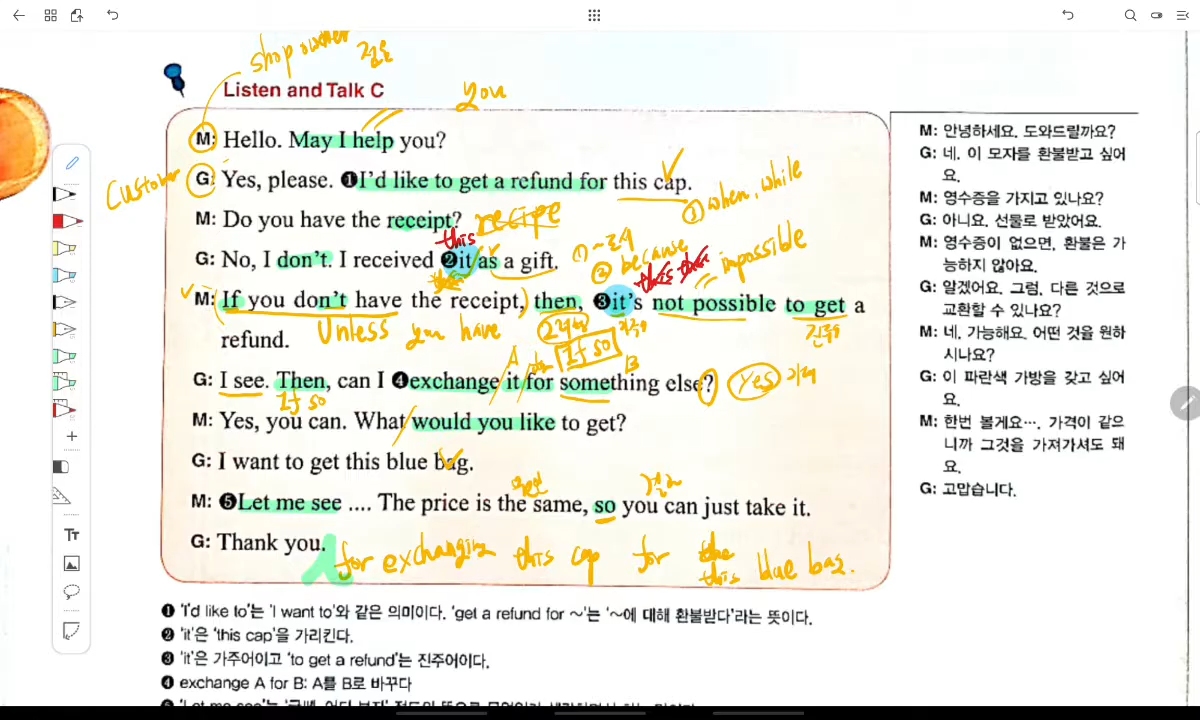 shop owner 점원
Listen and Talk C
you
M: Hello. May I help you?
Customer
G: Yes, please. ❶I'd like to get a refund for this cap.
① when, while
M: Do you have the receipt? recipe
this
G: No, I don't. I received ❷it as a gift.
① ~로서
② because
impossible
M: If you don't have the receipt, then, ❸it's not possible to get a
refund.
Unless you have
가주어
진주어
If so
A
B
G: I see. Then, can I ❹exchange it for something else?
If so
Yes
M: Yes, you can. What would you like to get?
G: I want to get this blue bag.
M: ❺Let me see .... The price is the same, so you can just take it.
G: Thank you.
for exchanging this cap for the this blue bag.
M: 안녕하세요. 도와드릴까요?
G: 네. 이 모자를 환불받고 싶어
요.
M: 영수증을 가지고 있나요?
G: 아니요. 선물로 받았어요.
M: 영수증이 없으면, 환불은 가
능하지 않아요.
G: 알겠어요. 그럼, 다른 것으로
교환할 수 있나요?
M: 네, 가능해요. 어떤 것을 원하
시나요?
G: 이 파란색 가방을 갖고 싶어
요.
M: 한번 볼게요…. 가격이 같으
니까 그것을 가져가셔도 돼
요.
G: 고맙습니다.
❶ 'I'd like to'는 'I want to'와 같은 의미이다. 'get a refund for ~'는 '~에 대해 환불받다'라는 뜻이다.
❷ 'it'은 'this cap'을 가리킨다.
❸ 'it'은 가주어이고 'to get a refund'는 진주어이다.
❹ exchange A for B: A를 B로 바꾸다
Tт